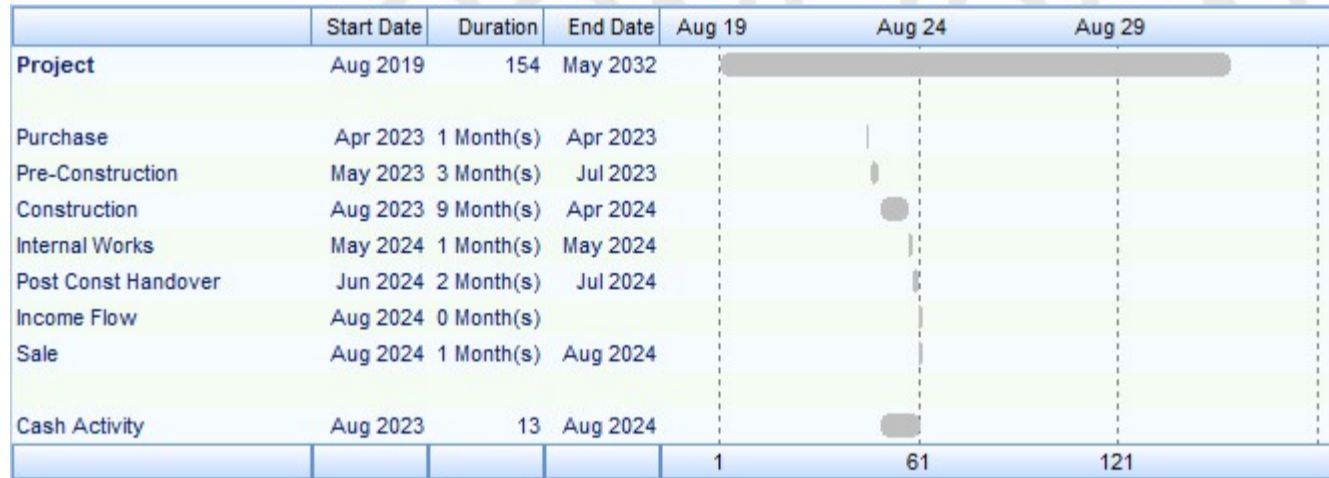 Start Date Duration End Date Aug 19 Aug 24 Aug 29
Project Aug 2019 154 May 2032
Purchase Apr 2023 1 Month(s) Apr 2023
Pre-Construction May 2023 3 Month(s) Jul 2023
Construction Aug 2023 9 Month(s) Apr 2024
Internal Works May 2024 1 Month(s) May 2024
Post Const Handover Jun 2024 2 Month(s) Jul 2024
Income Flow Aug 2024 0 Month(s)
Sale Aug 2024 1 Month(s) Aug 2024
Cash Activity Aug 2023 13 Aug 2024
1 61 121